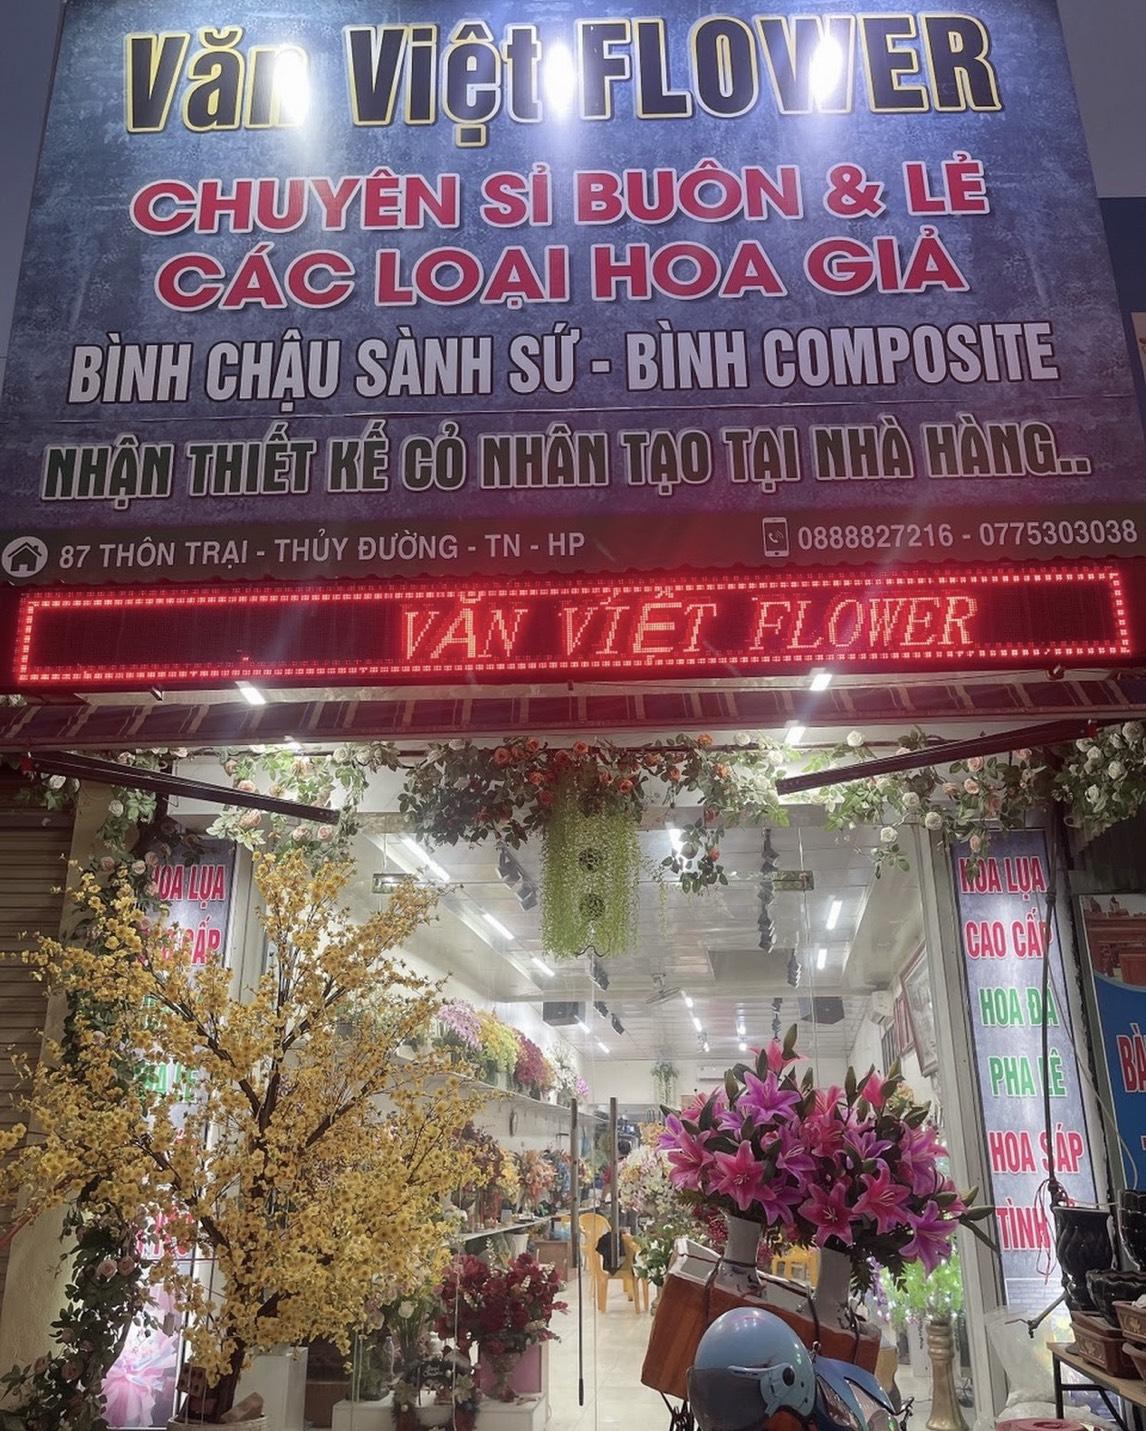 Văn Việt FLOWER
CHUYÊN SỈ BUÔN & LẺ
CÁC LOẠI HOA GIẢ
BÌNH CHẬU SÀNH SỨ - BÌNH COMPOSITE
NHẬN THIẾT KẾ CỎ NHÂN TẠO TẠI NHÀ HÀNG..
87 THÔN TRẠI - THỦY ĐƯỜNG - TN - HP
0888827216 - 0775303038
VĂN VIỆT FLOWER
HOA LỤA
HOA LỤA
CAO CẤP
HOA ĐÁ
PHA LÊ
HOA SÁP